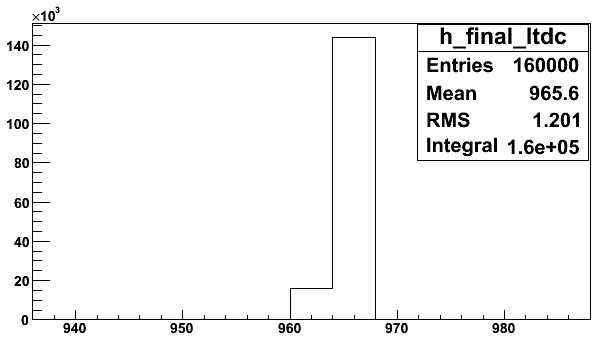 ×10³
h_final_ltdc
Entries 160000
Mean 965.6
RMS 1.201
Integral 1.6e+05
140
120
100
80
60
40
20
0
940 950 960 970 980